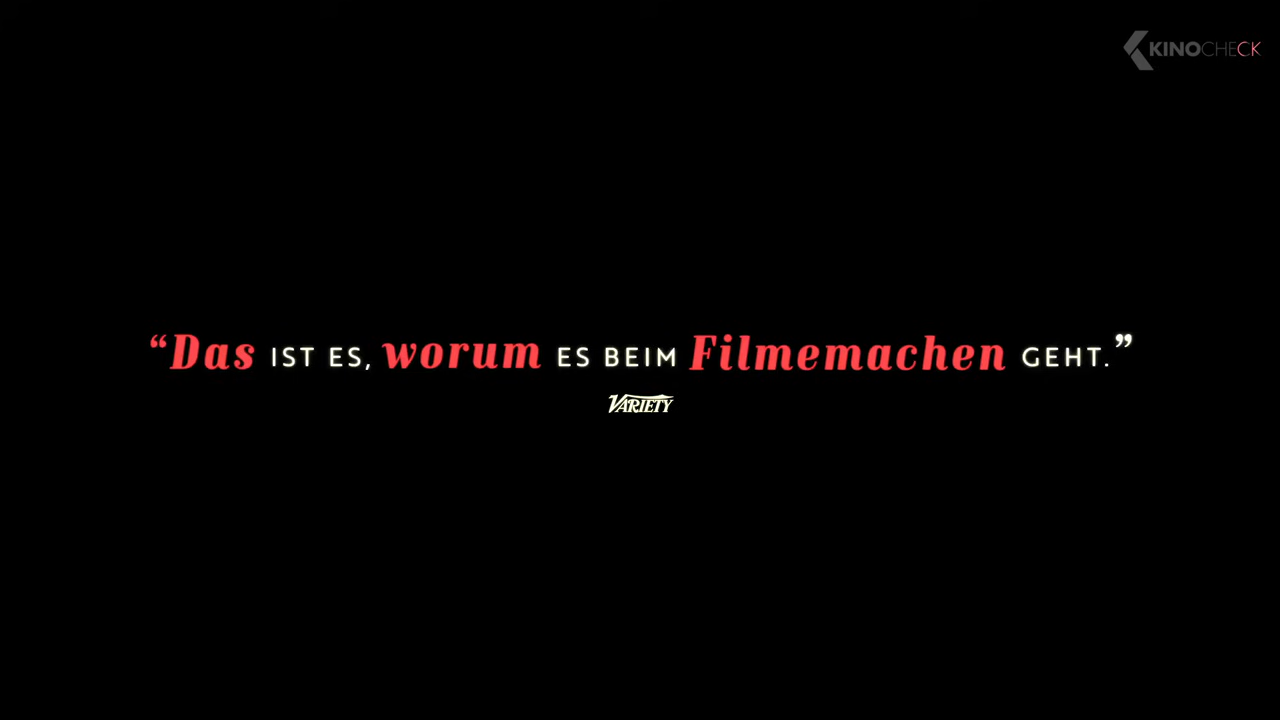 KINOCHECK
“Das IST ES, worum ES BEIM Filmemachen GEHT.”
VARIETY